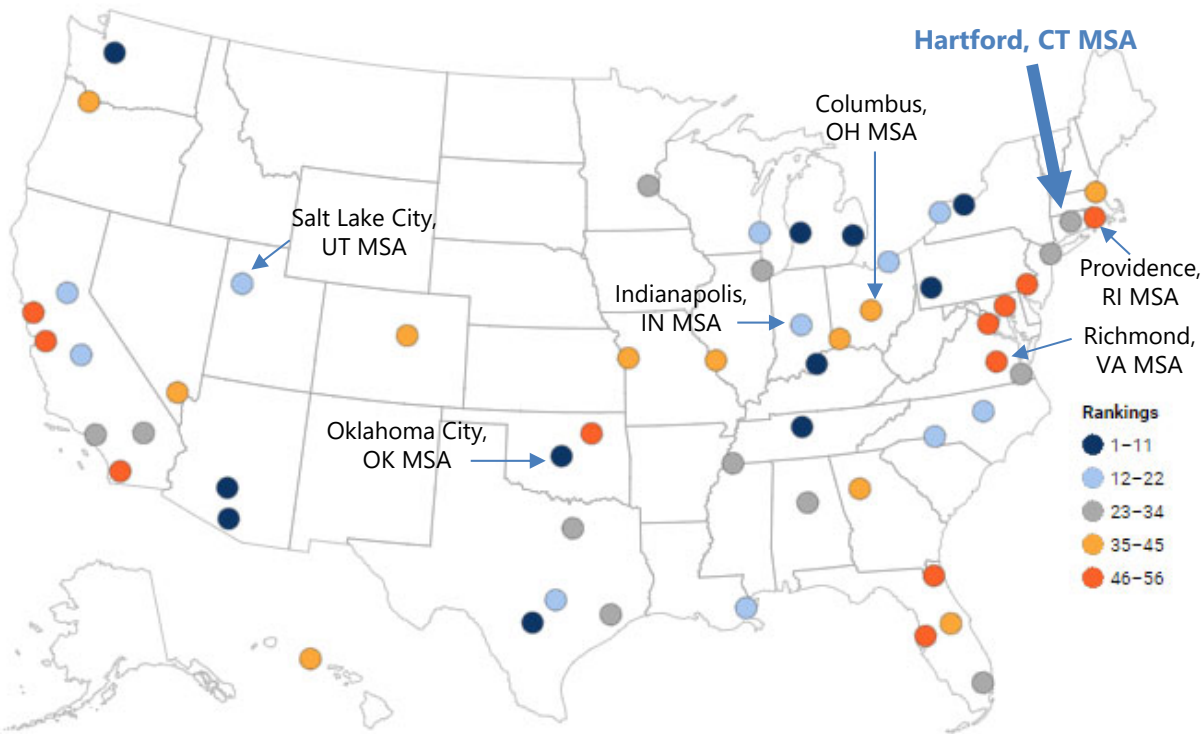 Hartford, CT MSA
Columbus,
OH MSA
Salt Lake City,
UT MSA
Indianapolis,
IN MSA
Providence,
RI MSA
Richmond,
VA MSA
Oklahoma City,
OK MSA
Rankings
1–11
12–22
23–34
35–45
46–56